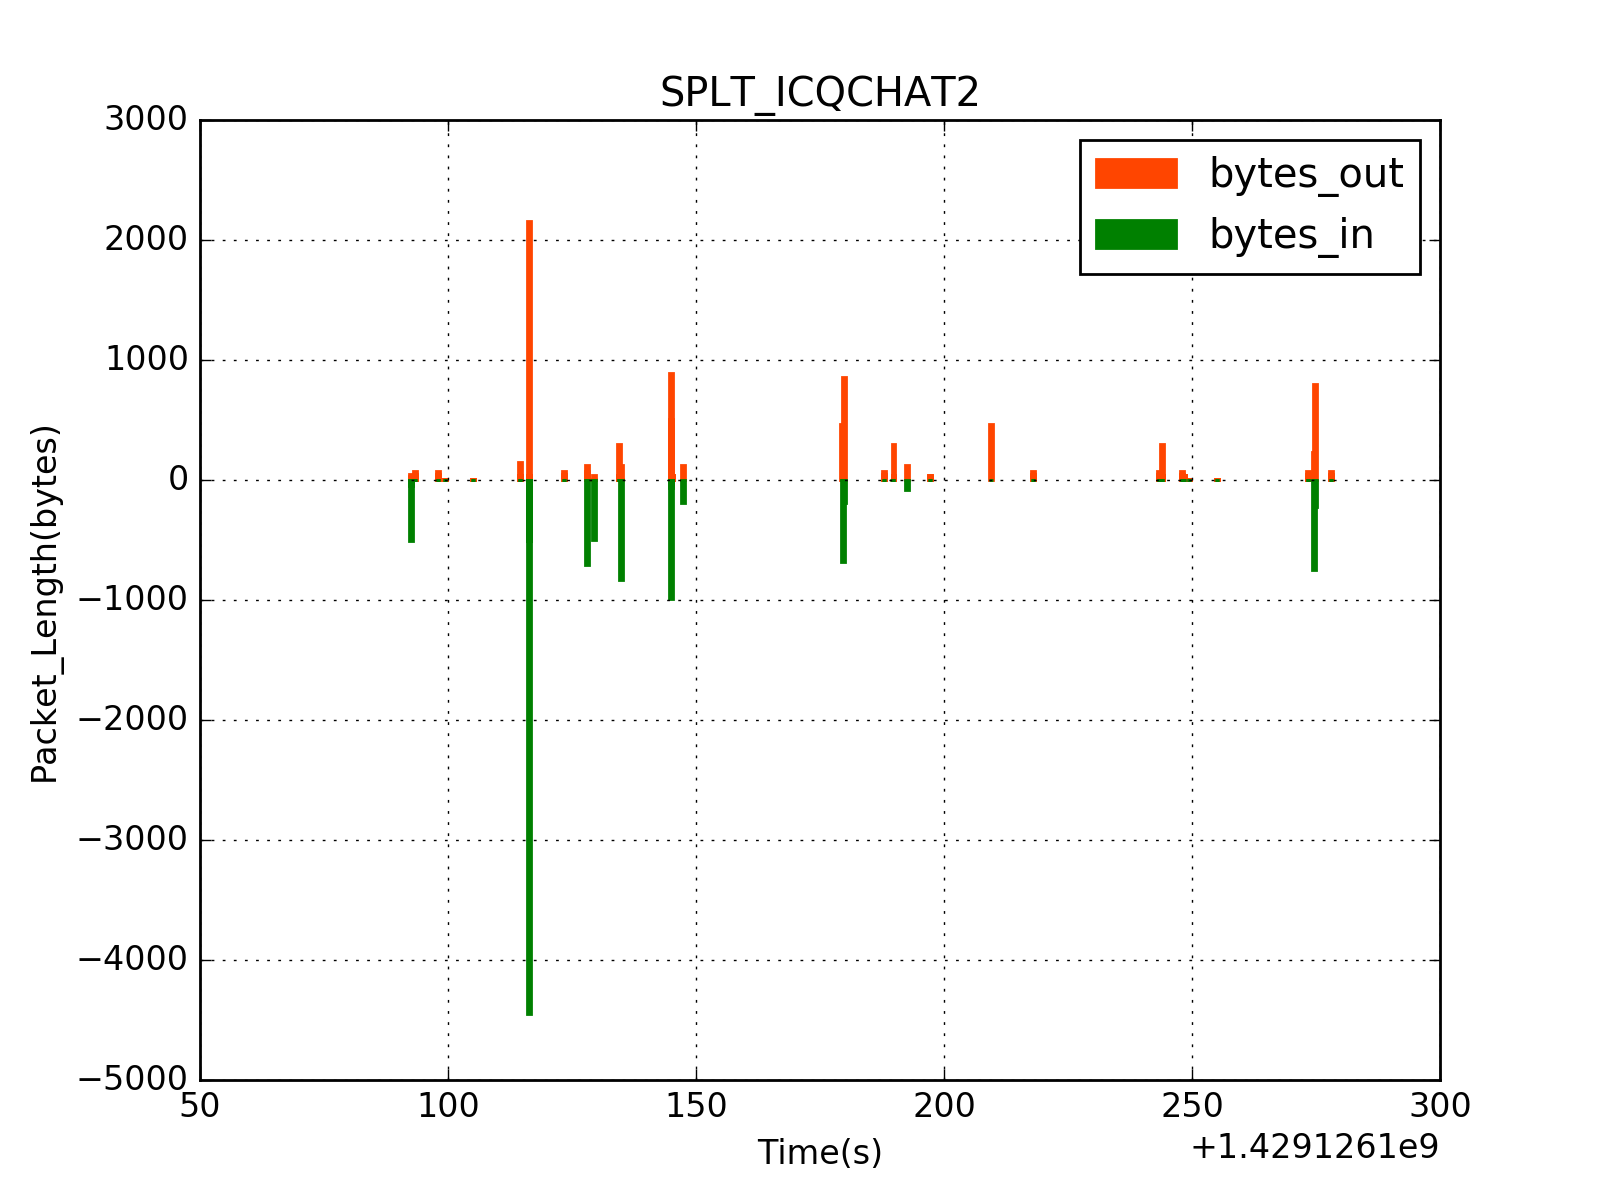 SPLT_ICQCHAT2
3000
2000
1000
0
−1000
−2000
−3000
−4000
−5000
Packet_Length(bytes)
bytes_out
bytes_in
50 100 150 200 250 300
Time(s)
+1.4291261e9